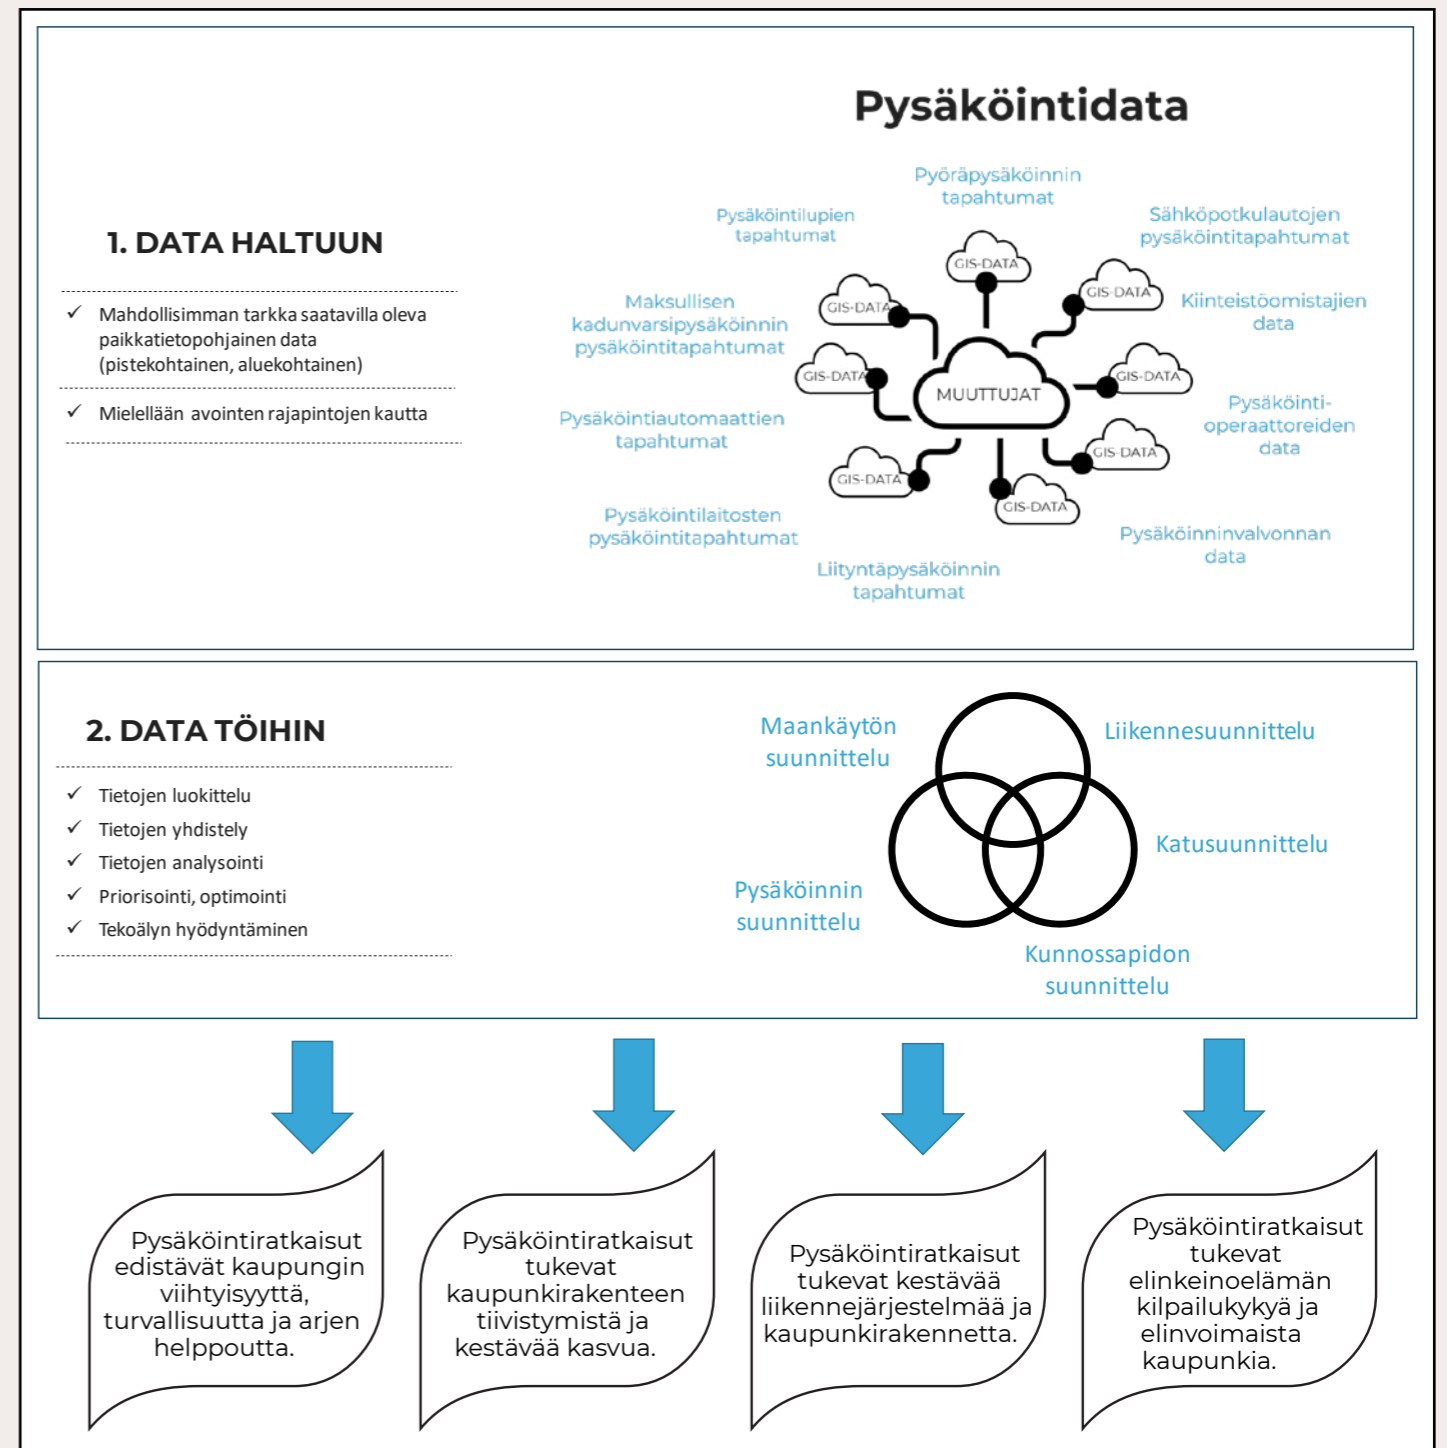 Pysäköintidata
1. DATA HALTUUN
✓ Mahdollisimman tarkka saatavilla oleva
paikkatietopohjainen data
(pistekohtainen, aluekohtainen)
✓ Mielellään avointen rajapintojen kautta
Pyöräpysäköinnin
tapahtumat
Pysäköintilupien
tapahtumat
Sähköpotkulautojen
pysäköintitapahtumat
Maksullisen
kadunvarsipysäköinnin
pysäköintitapahtumat
Kiinteistöomistajien
data
Pysäköintiautomaattien
tapahtumat
Pysäköinti-
operaattoreiden
data
Pysäköintilaitosten
pysäköintitapahtumat
Pysäköinninvalvonnan
data
Liityntäpysäköinnin
tapahtumat
GIS-DATA
GIS-DATA
GIS-DATA
GIS-DATA
GIS-DATA
MUUTTUJAT
GIS-DATA
GIS-DATA
GIS-DATA
2. DATA TÖIHIN
✓ Tietojen luokittelu
✓ Tietojen yhdistely
✓ Tietojen analysointi
✓ Priorisointi, optimointi
✓ Tekoälyn hyödyntäminen
Maankäytön
suunnittelu
Liikennesuunnittelu
Katusuunnittelu
Pysäköinnin
suunnittelu
Kunnossapidon
suunnittelu
Pysäköintiratkaisut
edistävät kaupungin
viihtyisyyttä,
turvallisuutta ja arjen
helppoutta.
Pysäköintiratkaisut
tukevat
kaupunkirakenteen
tiivistymistä ja
kestävää kasvua.
Pysäköintiratkaisut
tukevat kestävää
liikennejärjestelmää ja
kaupunkirakennetta.
Pysäköintiratkaisut
tukevat
elinkeinoelämän
kilpailukykyä ja
elinvoimaista
kaupunkia.